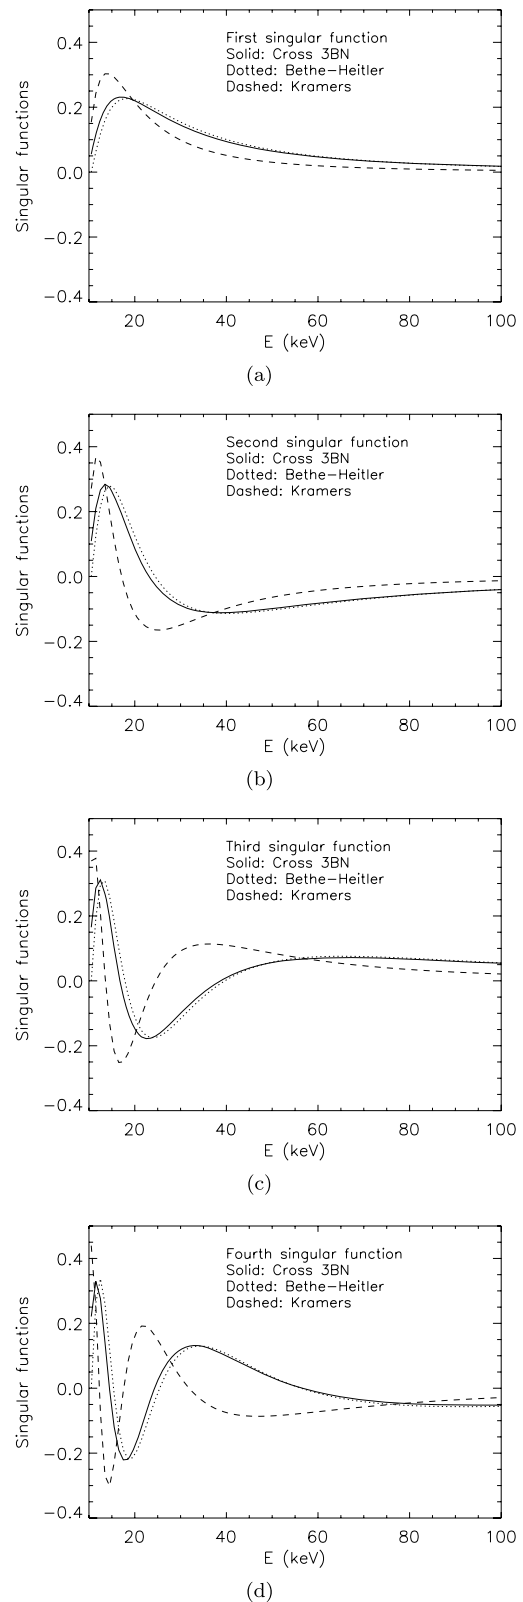 0.4
First singular function
Solid: Cross 3BN
Dotted: Bethe−Heitler
Dashed: Kramers
0.2
0.0
−0.2
−0.4
Singular functions
20 40 60 80 100
E (keV)
(a)
0.4
Second singular function
Solid: Cross 3BN
Dotted: Bethe−Heitler
Dashed: Kramers
0.2
0.0
−0.2
−0.4
Singular functions
20 40 60 80 100
E (keV)
(b)
0.4
Third singular function
Solid: Cross 3BN
Dotted: Bethe−Heitler
Dashed: Kramers
0.2
0.0
−0.2
−0.4
Singular functions
20 40 60 80 100
E (keV)
(c)
0.4
Fourth singular function
Solid: Cross 3BN
Dotted: Bethe−Heitler
Dashed: Kramers
0.2
0.0
−0.2
−0.4
Singular functions
20 40 60 80 100
E (keV)
(d)